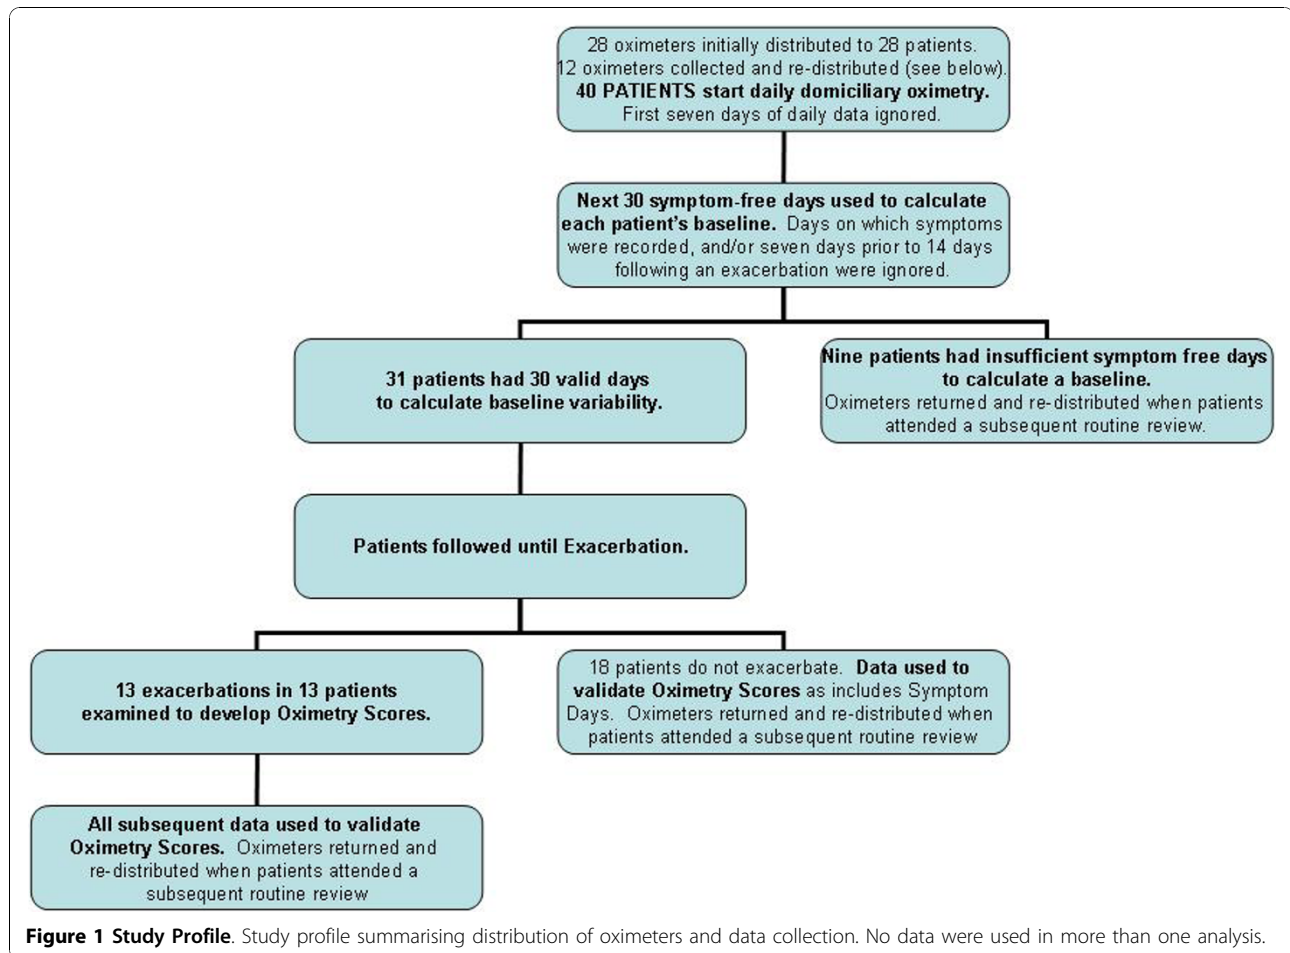 28 oximeters initially distributed to 28 patients.
12 oximeters collected and re-distributed (see below).
40 PATIENTS start daily domiciliary oximetry.
First seven days of daily data ignored.
Next 30 symptom-free days used to calculate
each patient's baseline. Days on which symptoms
were recorded, and/or seven days prior to 14 days
following an exacerbation were ignored.
31 patients had 30 valid days
to calculate baseline variability.
Nine patients had insufficient symptom free days
to calculate a baseline.
Oximeters returned and re-distributed when patients
attended a subsequent routine review.
Patients followed until Exacerbation.
13 exacerbations in 13 patients
examined to develop Oximetry Scores.
18 patients do not exacerbate. Data used to
validate Oximetry Scores as includes Symptom
Days. Oximeters returned and re-distributed when
patients attended a subsequent routine review
All subsequent data used to validate
Oximetry Scores. Oximeters returned and
re-distributed when patients attended a
subsequent routine review
Figure 1 Study Profile. Study profile summarising distribution of oximeters and data collection. No data were used in more than one analysis.